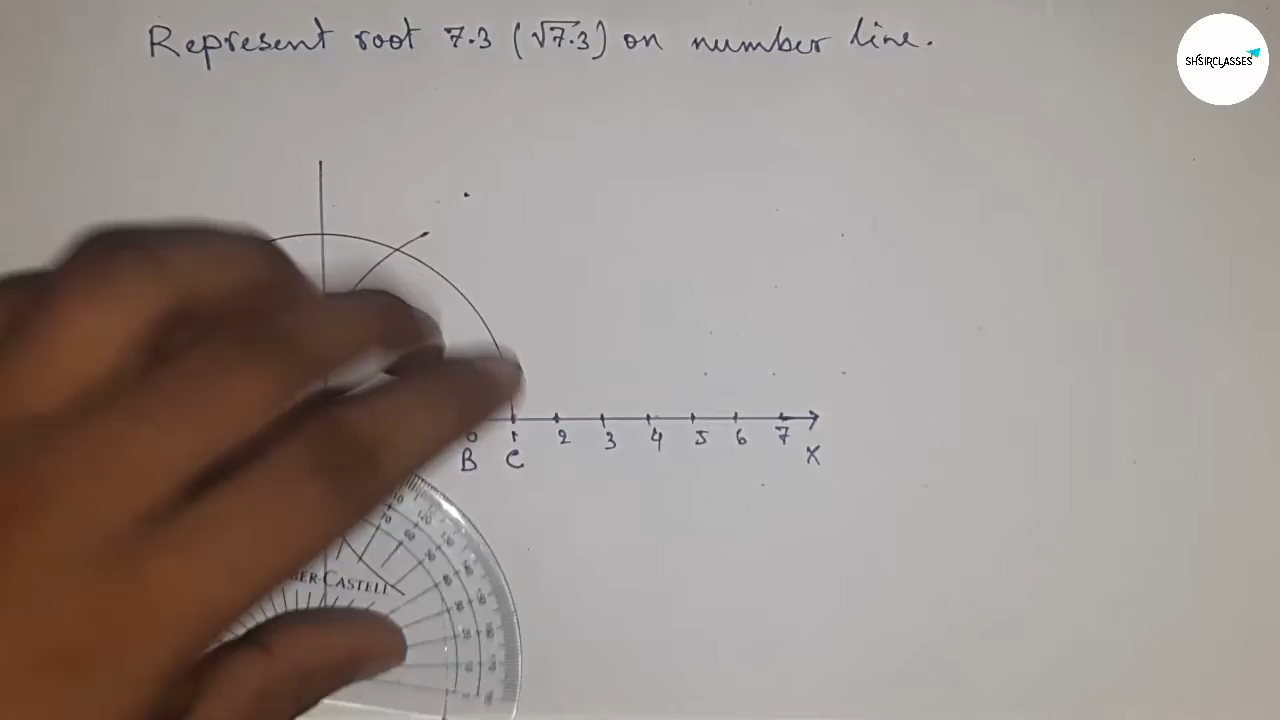 Represent root 7.3 (√7.3) on number line.
SHSIRCLASSES
0 1 2 3 4 5 6 7
B C X
CASTELL